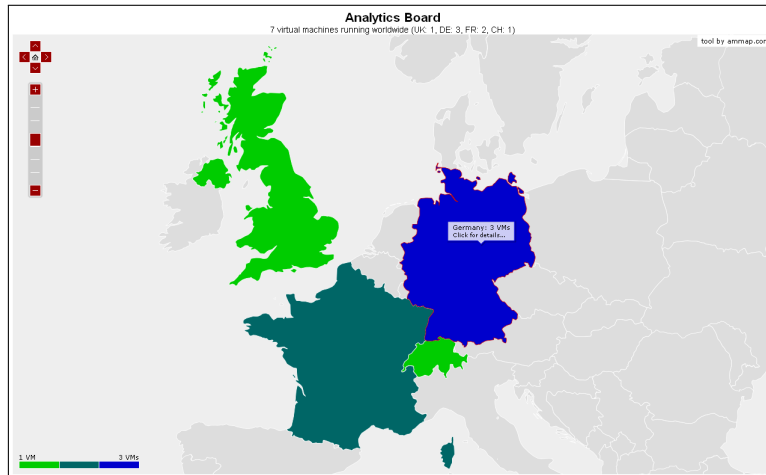 Analytics Board
7 virtual machines running worldwide (UK: 1, DE: 3, FR: 2, CH: 1)
tool by ammap.com
Germany: 3 VMs
Click for details...
1 VM
3 VMs